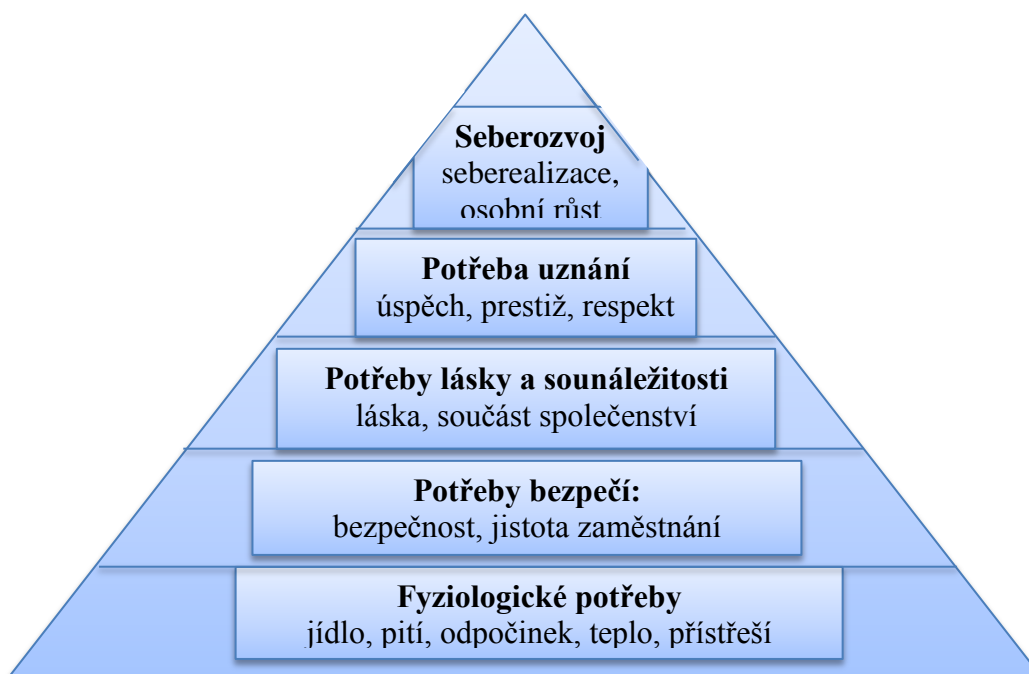 Seberozvoj
seberealizace,
osobní růst
Potřeba uznání
úspěch, prestiž, respekt
Potřeby lásky a sounáležitosti
láska, součást společenství
Potřeby bezpečí:
bezpečnost, jistota zaměstnání
Fyziologické potřeby
jídlo, pití, odpočinek, teplo, přístřeší